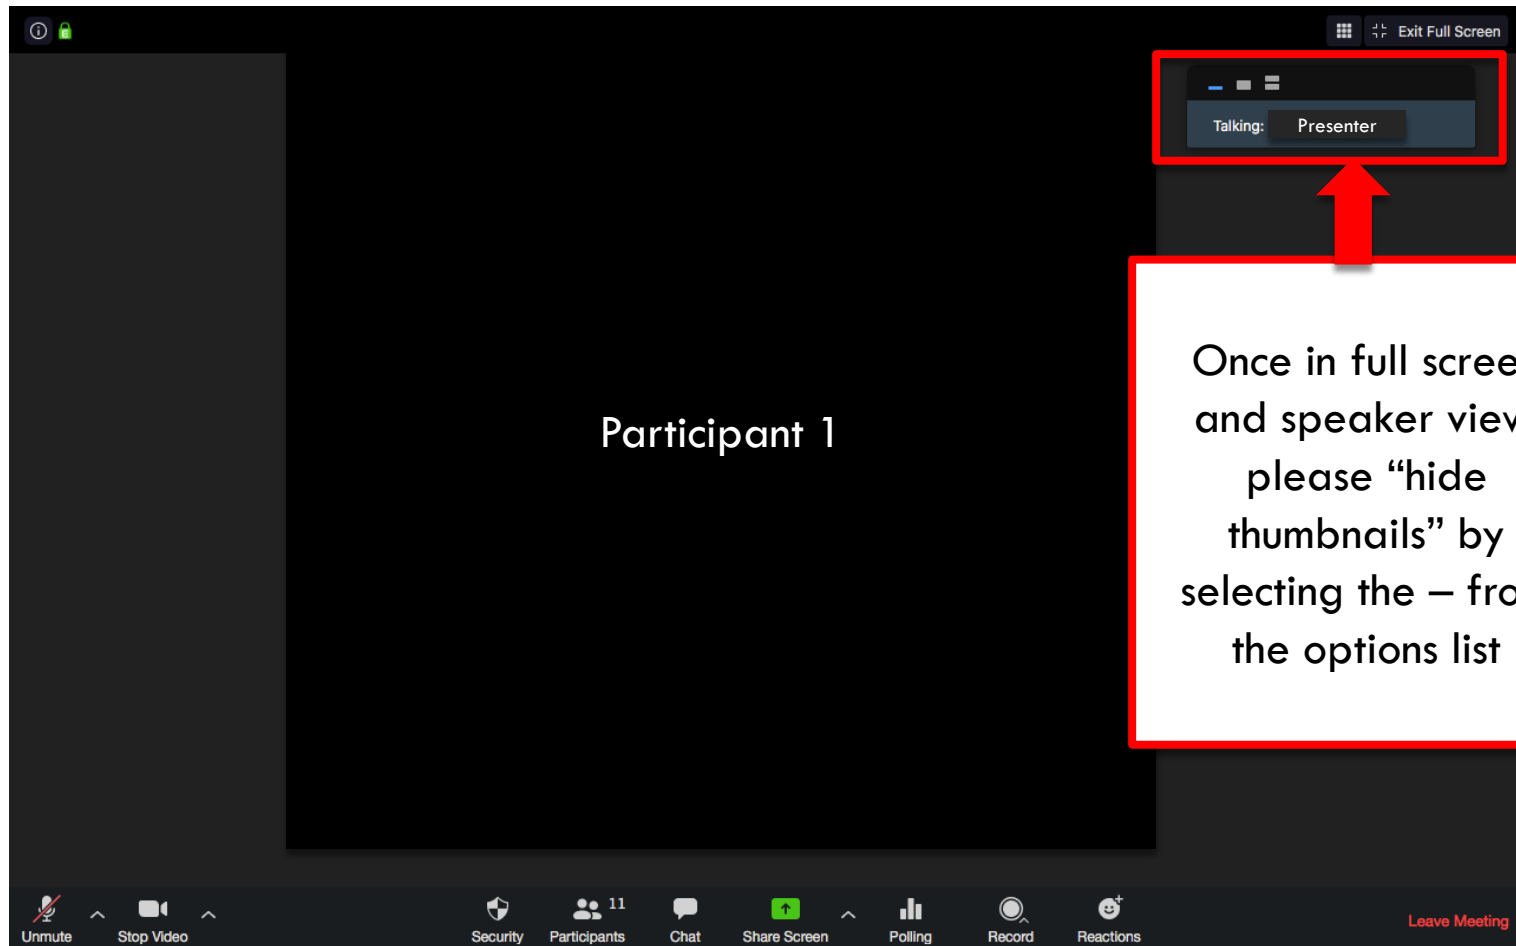 Exit Full Screen
Talking: Presenter
Participant 1
Once in full scree
and speaker view
please “hide
thumbnails” by
selecting the – fro
the options list
Unmute
Stop Video
Security
Participants 11
Chat
Share Screen
Polling
Record
Reactions
Leave Meeting